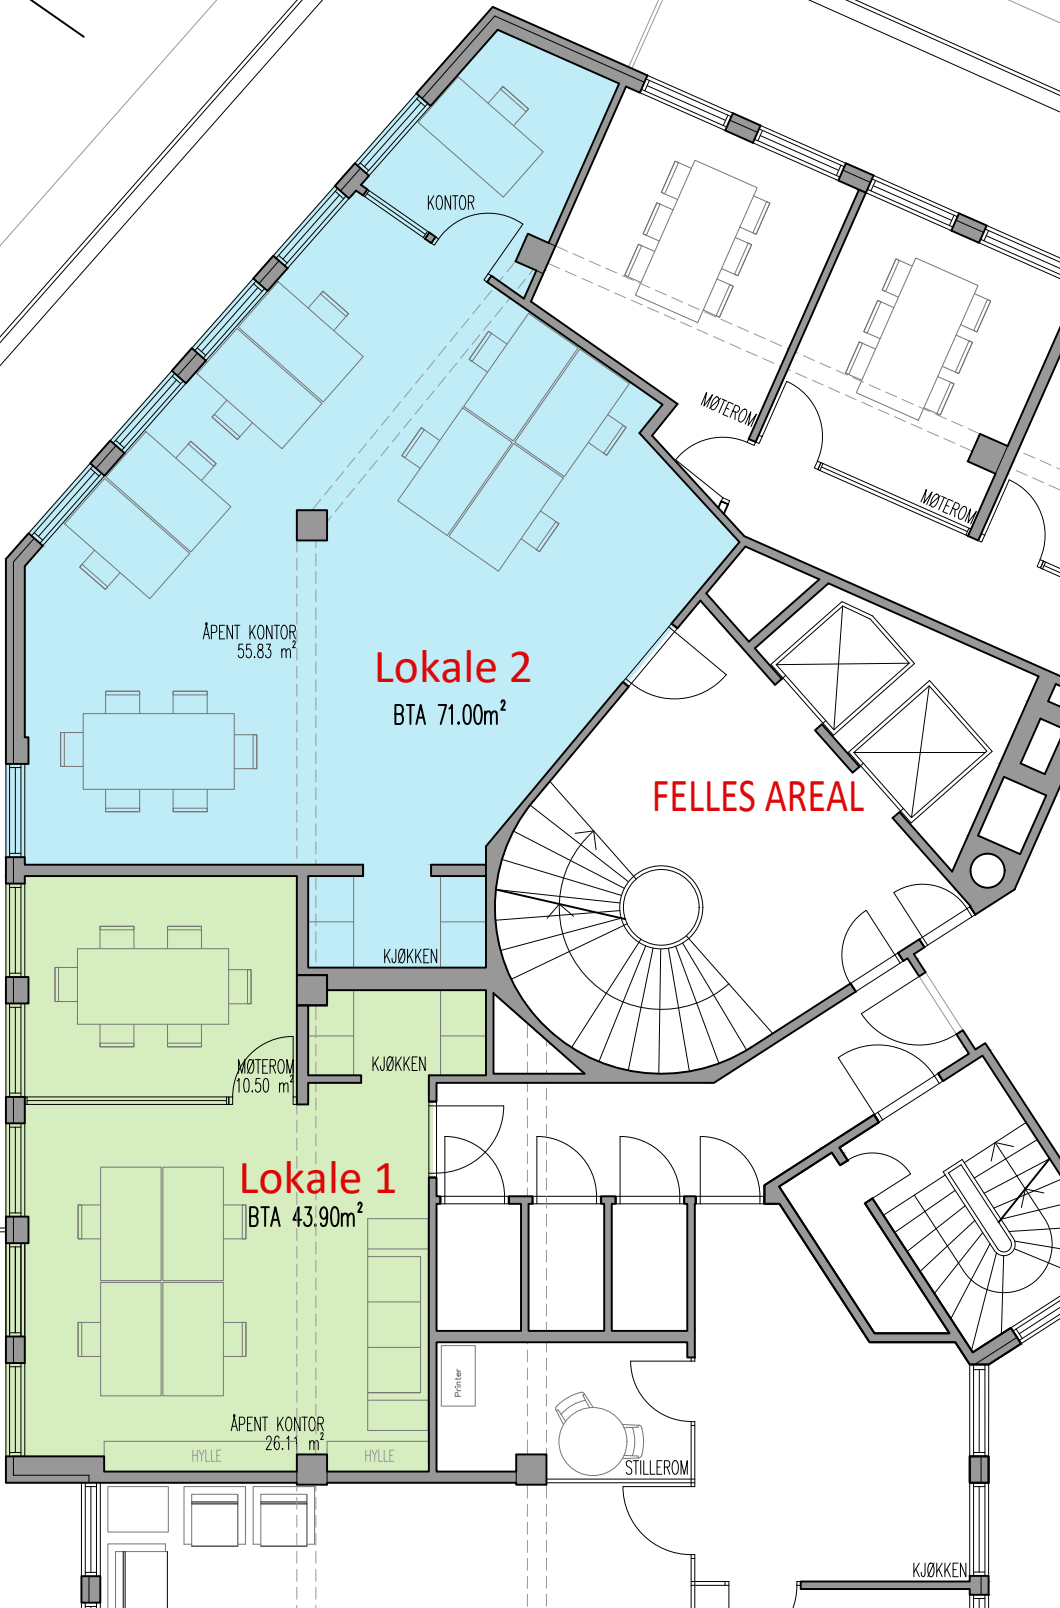 KONTOR
MØTEROM
MØTEROM
ÅPENT KONTOR
55.83 m²
Lokale 2
BTA 71.00m²
FELLES AREAL
KJØKKEN
MØTEROM
10.50 m²
KJØKKEN
Lokale 1
BTA 43.90m²
Printer
ÅPENT KONTOR
26.11 m²
HYLLE
HYLLE
STILLEROM
KJØKKEN